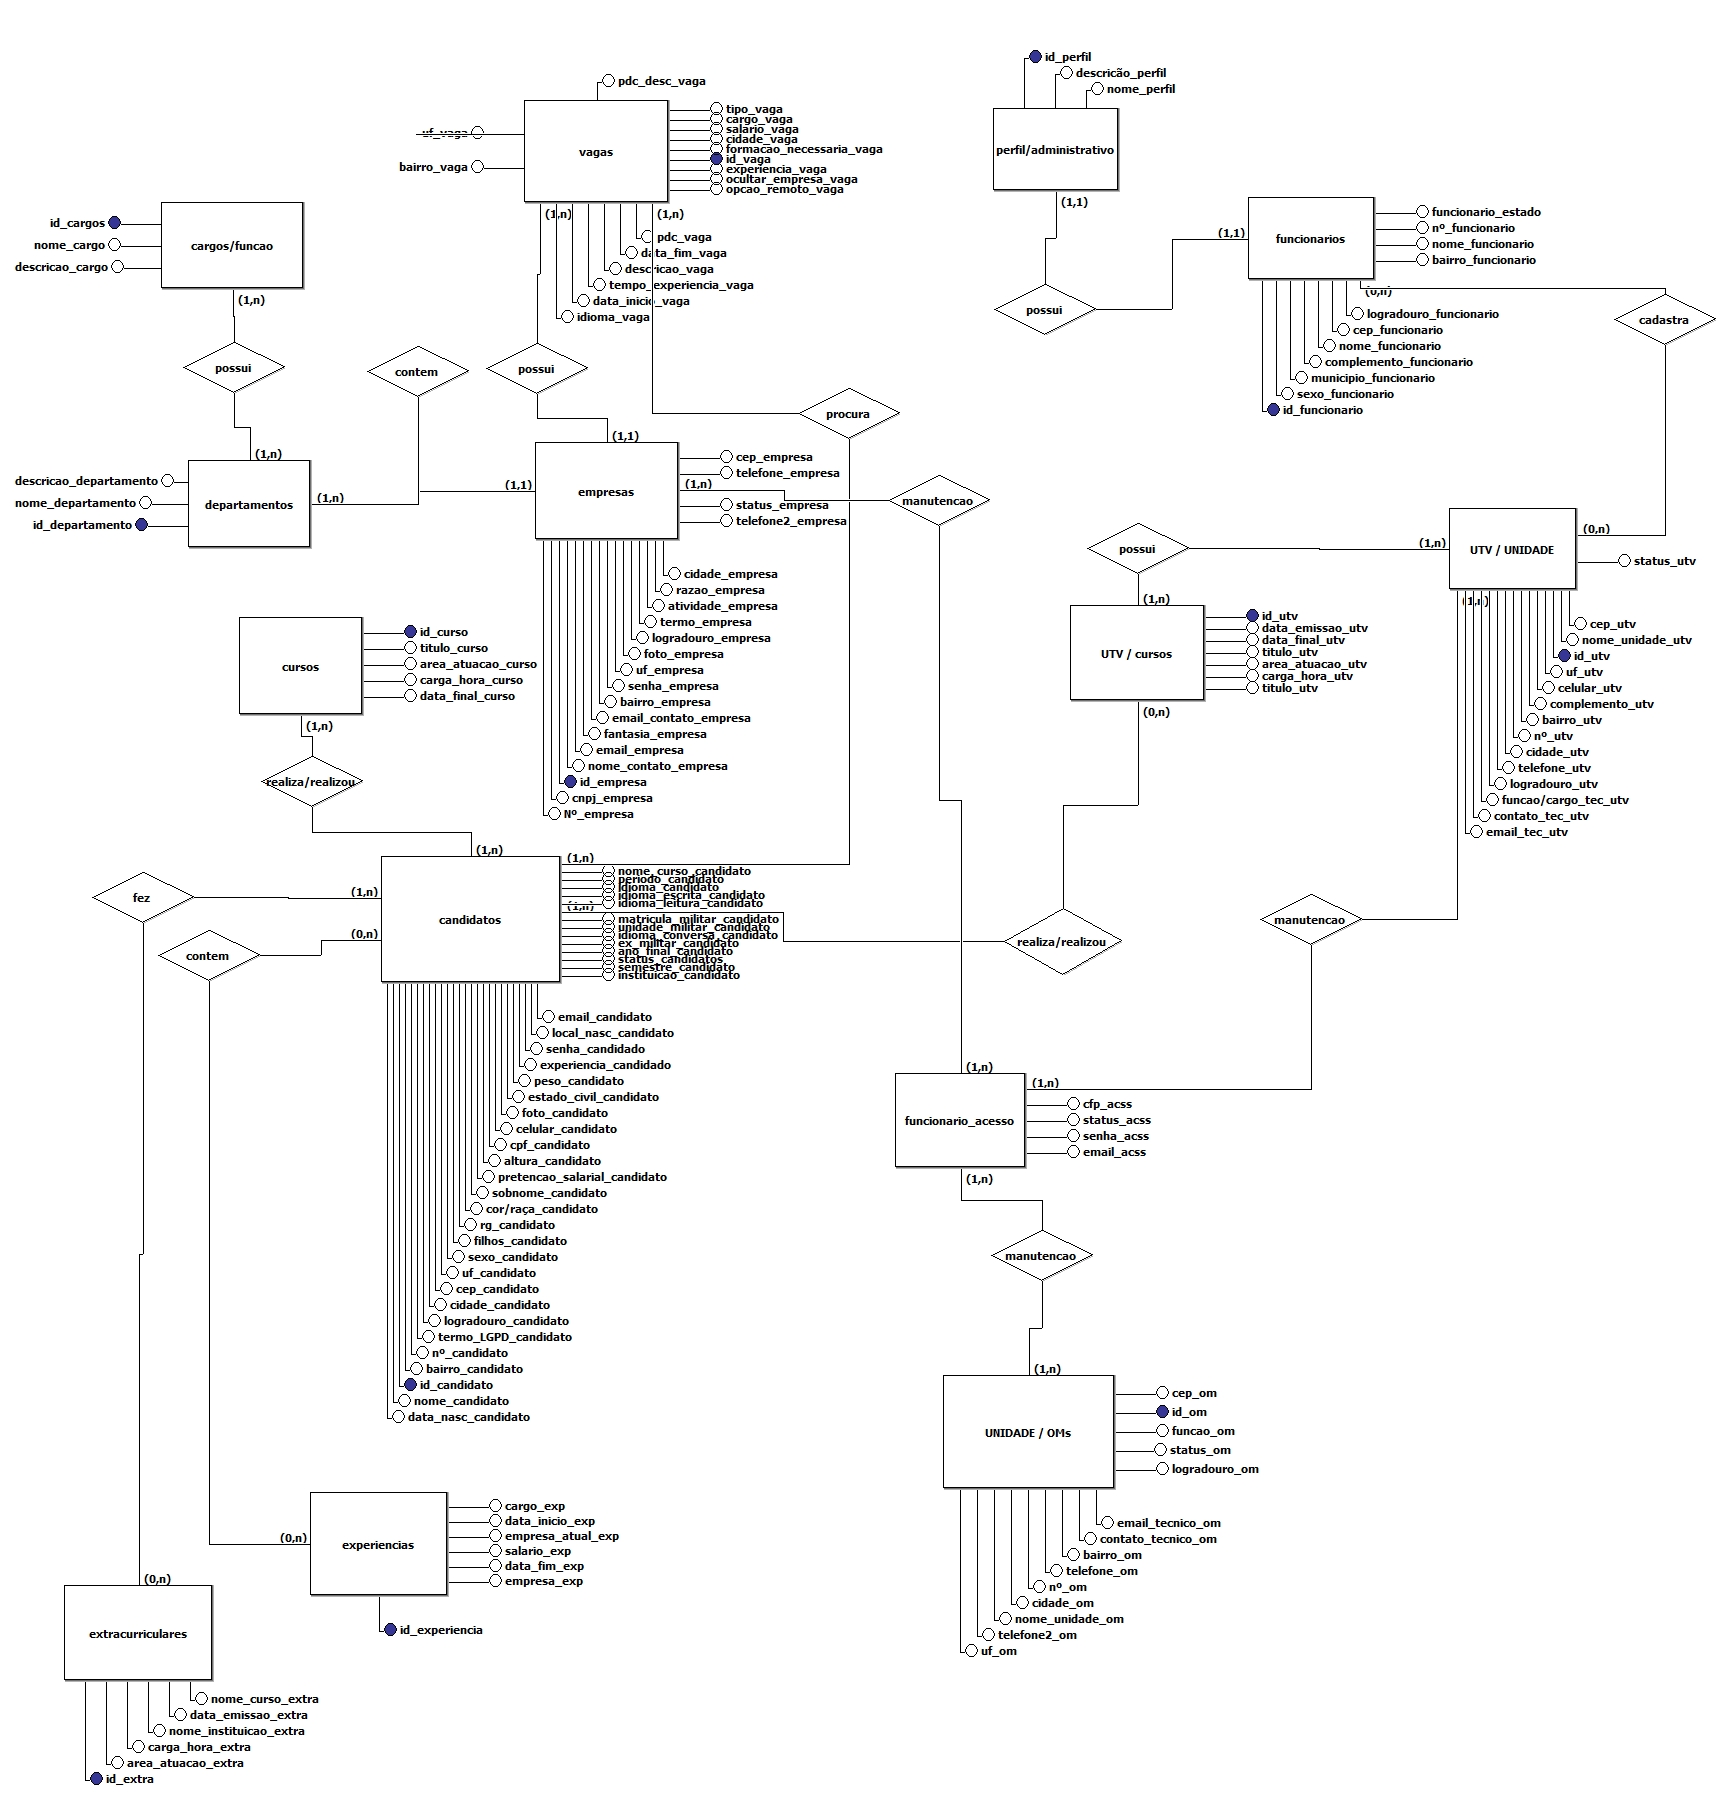 id_perfil
descricão_perfil
nome_perfil
perfil/administrativo
(1,1)
possui
pdc_desc_vaga
uf_vaga
bairro_vaga
vagas
tipo_vaga
cargo_vaga
salario_vaga
cidade_vaga
formacao_necessaria_vaga
id_vaga
experiencia_vaga
ocultar_empresa_vaga
opcao_remoto_vaga
(1,n)
(1,n)
pdc_vaga
data_fim_vaga
descricao_vaga
tempo_experiencia_vaga
data_inicio_vaga
idioma_vaga
(1,1)
funcionarios
funcionario_estado
nº_funcionario
nome_funcionario
bairro_funcionario
(0,n)
logradouro_funcionario
cep_funcionario
nome_funcionario
complemento_funcionario
municipio_funcionario
sexo_funcionario
id_funcionario
cadastra
id_cargos
nome_cargo
descricao_cargo
cargos/funcao
(1,n)
possui
contem
possui
procura
(1,n)
descricao_departamento
nome_departamento
id_departamento
departamentos
(1,n)
(1,1)
(1,1)
empresas
cep_empresa
telefone_empresa
(1,n)
status_empresa
telefone2_empresa
manutencao
cidade_empresa
razao_empresa
atividade_empresa
termo_empresa
logradouro_empresa
foto_empresa
uf_empresa
senha_empresa
bairro_empresa
email_contato_empresa
fantasia_empresa
email_empresa
nome_contato_empresa
id_empresa
cnpj_empresa
Nº_empresa
possui
(1,n)
UTV / UNIDADE
(0,n)
status_utv
(1,n)
cep_utv
nome_unidade_utv
id_utv
uf_utv
celular_utv
complemento_utv
bairro_utv
nº_utv
cidade_utv
telefone_utv
logradouro_utv
funcao/cargo_tec_utv
contato_tec_utv
email_tec_utv
(1,n)
UTV / cursos
id_utv
data_emissao_utv
data_final_utv
titulo_utv
area_atuacao_utv
carga_hora_utv
titulo_utv
(0,n)
cursos
id_curso
titulo_curso
area_atuacao_curso
carga_hora_curso
data_final_curso
(1,n)
realiza/realizou
(1,n)
(1,n)
fez
(1,n)
contem
(0,n)
candidatos
nome_curso_candidato
periodo_candidato
idioma_candidato
idioma_escrita_candidato
idioma_leitura_candidato
(1,n)
matricula_militar_candidato
unidade_militar_candidato
idioma_conversa_candidato
ex_militar_candidato
ano_final_candidato
status_candidatos
semestre_candidato
instituicao_candidato
realiza/realizou
manutencao
email_candidato
local_nasc_candidato
senha_candidado
experiencia_candidado
peso_candidato
estado_civil_candidato
foto_candidato
celular_candidato
cpf_candidato
altura_candidato
pretencao_salarial_candidato
sobnome_candidato
cor/raça_candidato
rg_candidato
filhos_candidato
sexo_candidato
uf_candidato
cep_candidato
cidade_candidato
logradouro_candidato
termo_LGPD_candidato
nº_candidato
bairro_candidato
id_candidato
nome_candidato
data_nasc_candidato
(1,n)
(1,n)
funcionario_acesso
cfp_acss
status_acss
senha_acss
email_acss
(1,n)
manutencao
(1,n)
UNIDADE / OMs
cep_om
id_om
funcao_om
status_om
logradouro_om
email_tecnico_om
contato_tecnico_om
bairro_om
telefone_om
nº_om
cidade_om
nome_unidade_om
telefone2_om
uf_om
(0,n)
experiencias
cargo_exp
data_inicio_exp
empresa_atual_exp
salario_exp
data_fim_exp
empresa_exp
id_experiencia
(0,n)
extracurriculares
nome_curso_extra
data_emissao_extra
nome_instituicao_extra
carga_hora_extra
area_atuacao_extra
id_extra